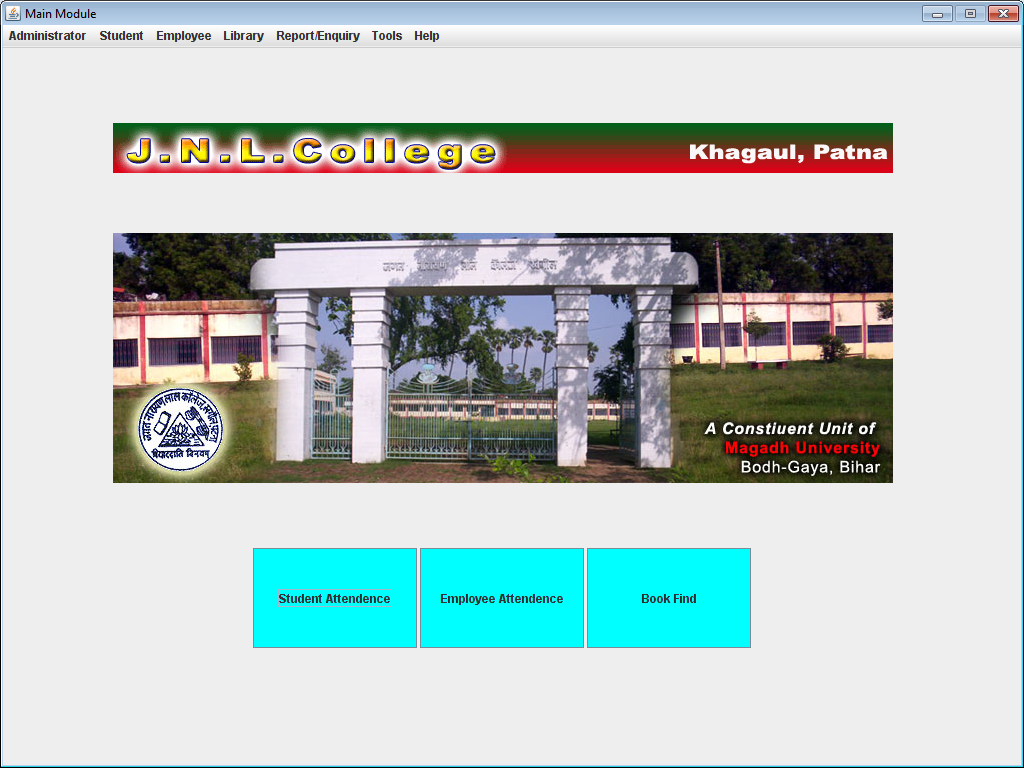 Main Module
Administrator Student Employee Library Report/Enquiry Tools Help
J.N.L.College
Khagaul, Patna
A Constiuent Unit of
Magadh University
Bodh-Gaya, Bihar
Student Attendence
Employee Attendence
Book Find